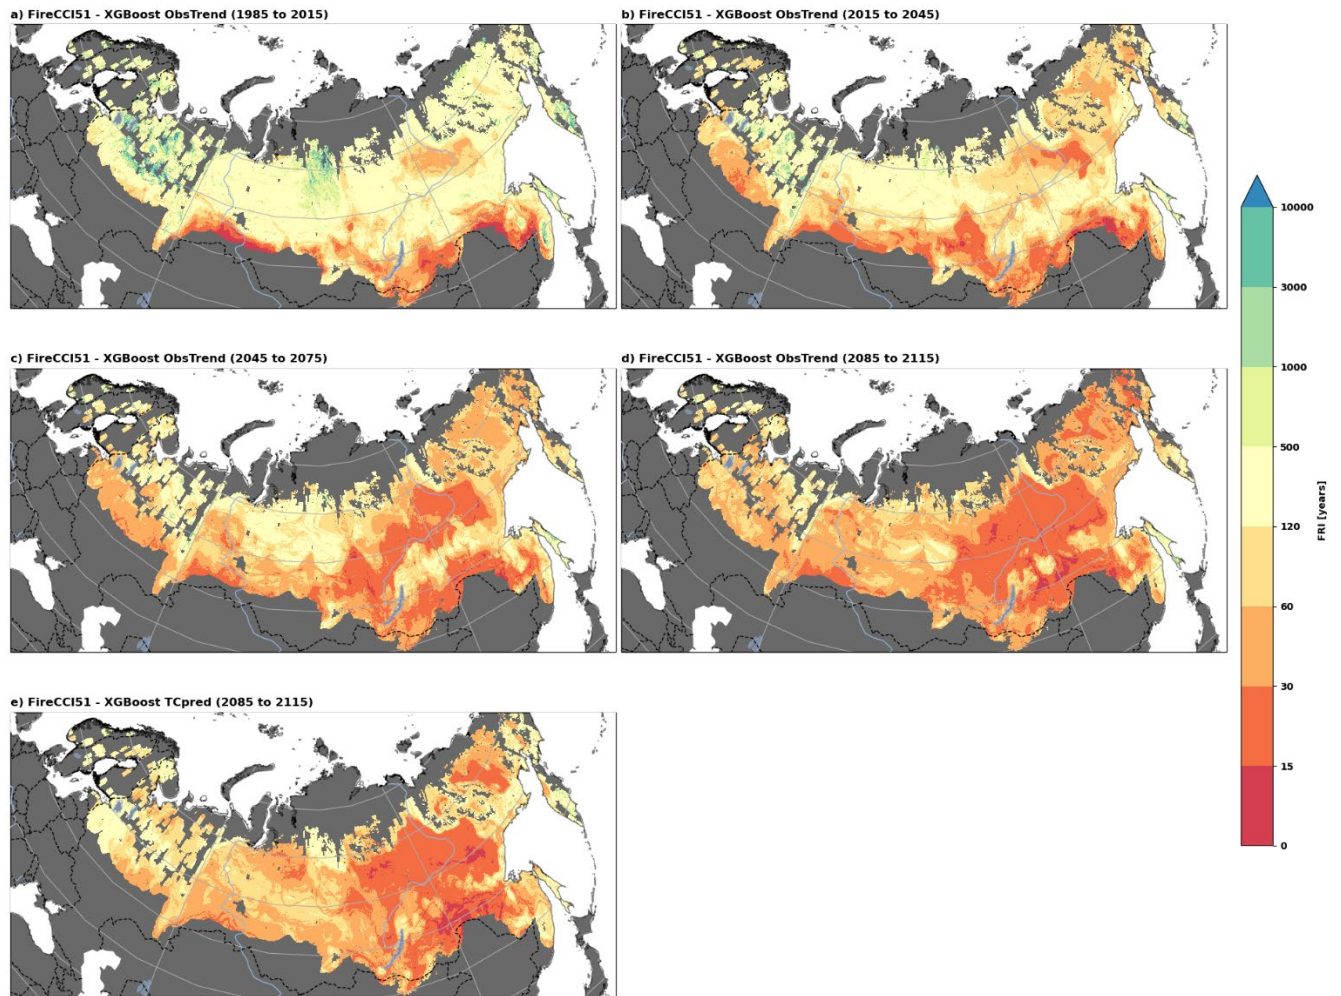 a) FireCCI51 - XGBoost ObsTrend (1985 to 2015)
b) FireCCI51 - XGBoost ObsTrend (2015 to 2045)
c) FireCCI51 - XGBoost ObsTrend (2045 to 2075)
d) FireCCI51 - XGBoost ObsTrend (2085 to 2115)
e) FireCCI51 - XGBoost TCpred (2085 to 2115)
10000
3000
1000
500
120
60
30
15
0
FRI [years]